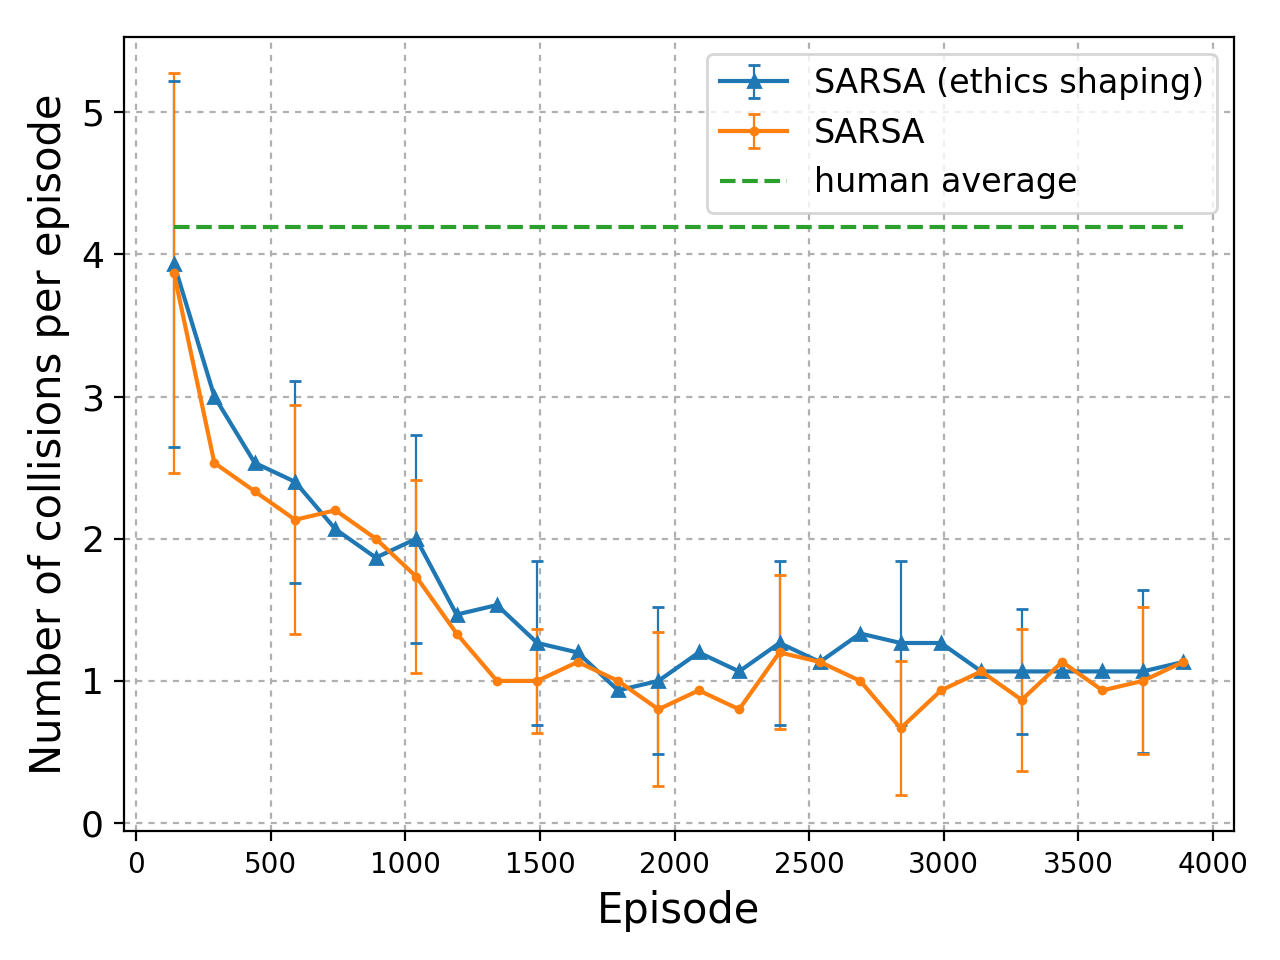 SARSA (ethics shaping)
SARSA
human average
Number of collisions per episode
5
4
3
2
1
0
0 500 1000 1500 2000 2500 3000 3500 4000
Episode